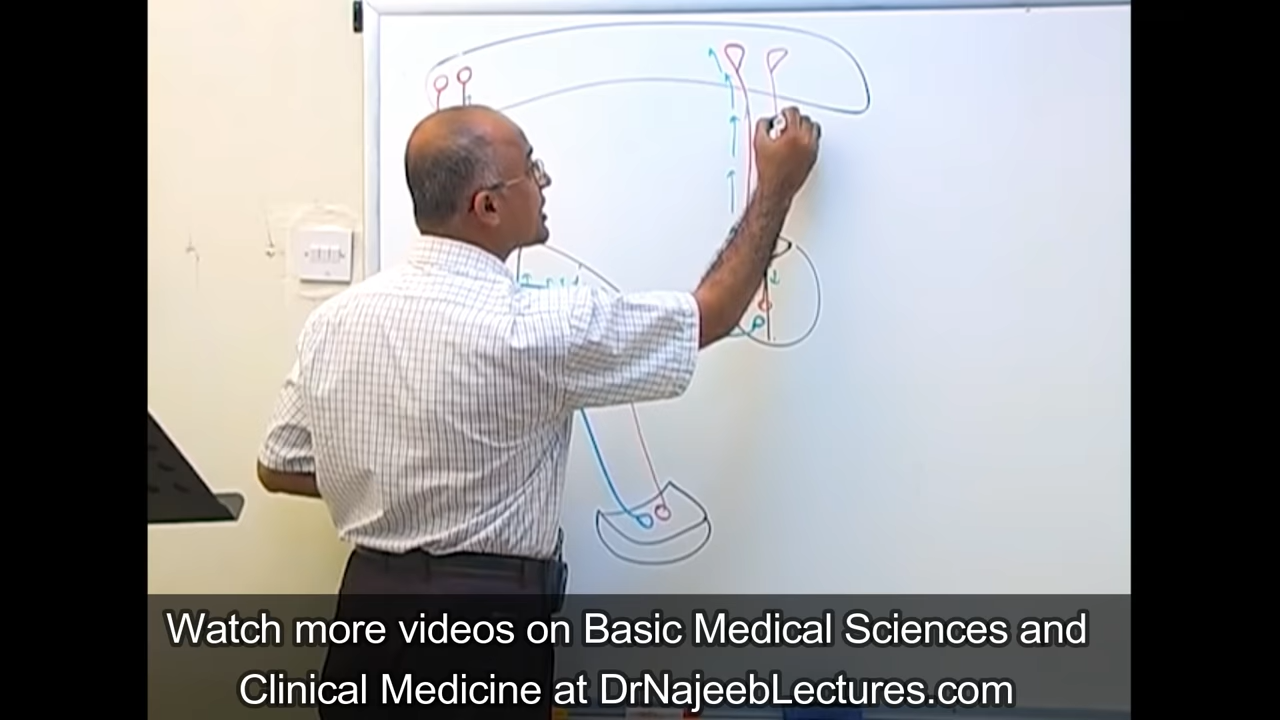 Watch more videos on Basic Medical Sciences and
Clinical Medicine at DrNajeebLectures.com